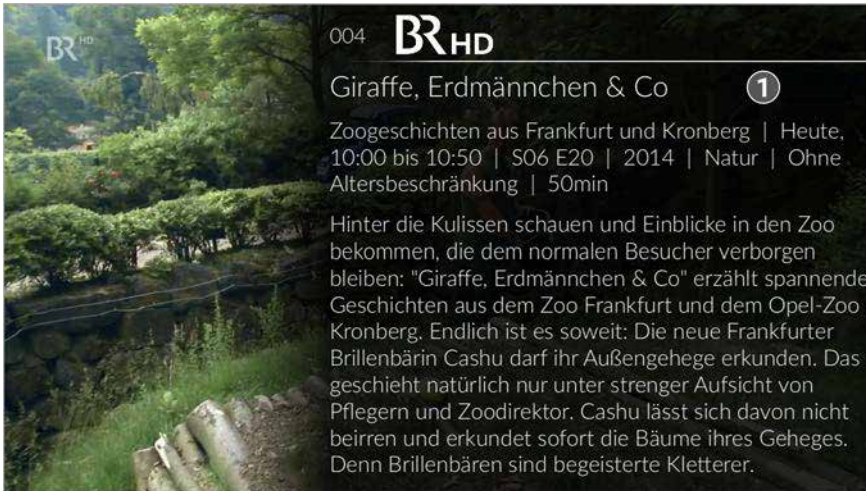 BR HD
004 BR HD
Giraffe, Erdmännchen & Co 1
Zoogeschichten aus Frankfurt und Kronberg | Heute,
10:00 bis 10:50 | S06 E20 | 2014 | Natur | Ohne
Altersbeschränkung | 50min
Hinter die Kulissen schauen und Einblicke in den Zoo
bekommen, die dem normalen Besucher verborgen
bleiben: "Giraffe, Erdmännchen & Co" erzählt spannende
Geschichten aus dem Zoo Frankfurt und dem Opel-Zoo
Kronberg. Endlich ist es soweit: Die neue Frankfurter
Brillenbärin Cashu darf ihr Außengehege erkunden. Das
geschieht natürlich nur unter strenger Aufsicht von
Pflegern und Zoodirektor. Cashu lässt sich davon nicht
beirren und erkundet sofort die Bäume ihres Geheges.
Denn Brillenbären sind begeisterte Kletterer.